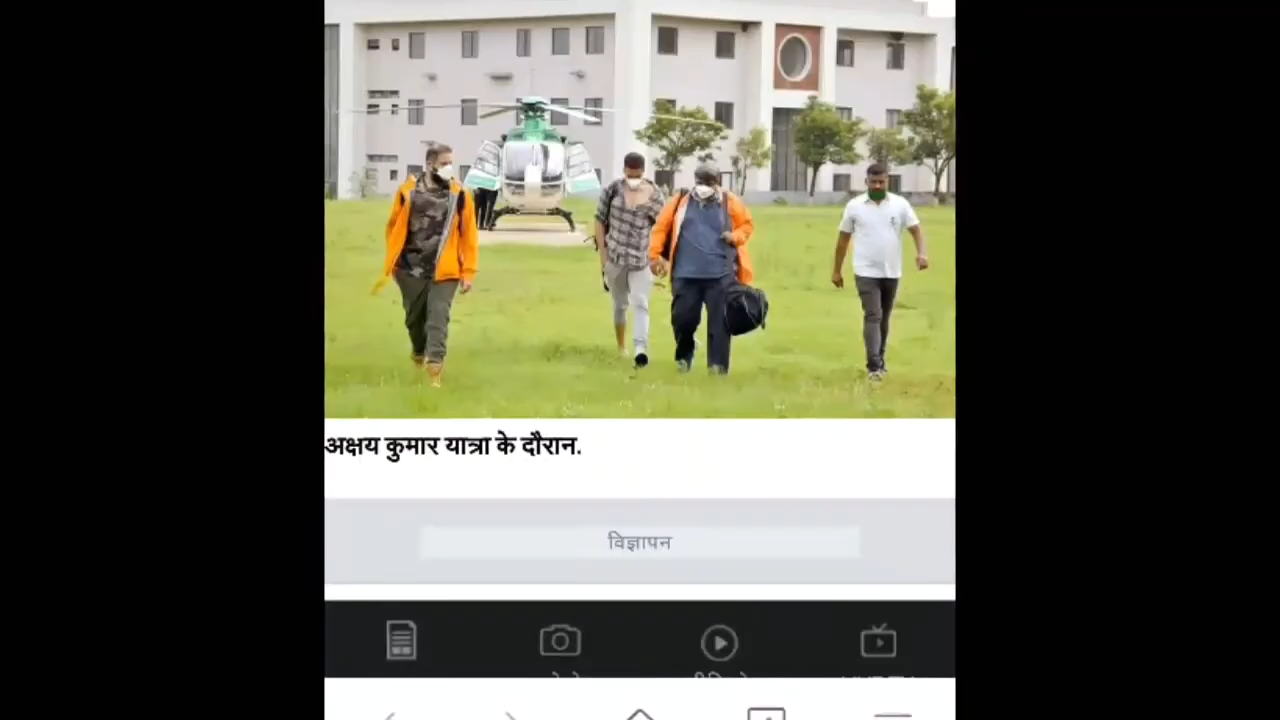 अक्षय कुमार यात्रा के दौरान.
विज्ञापन